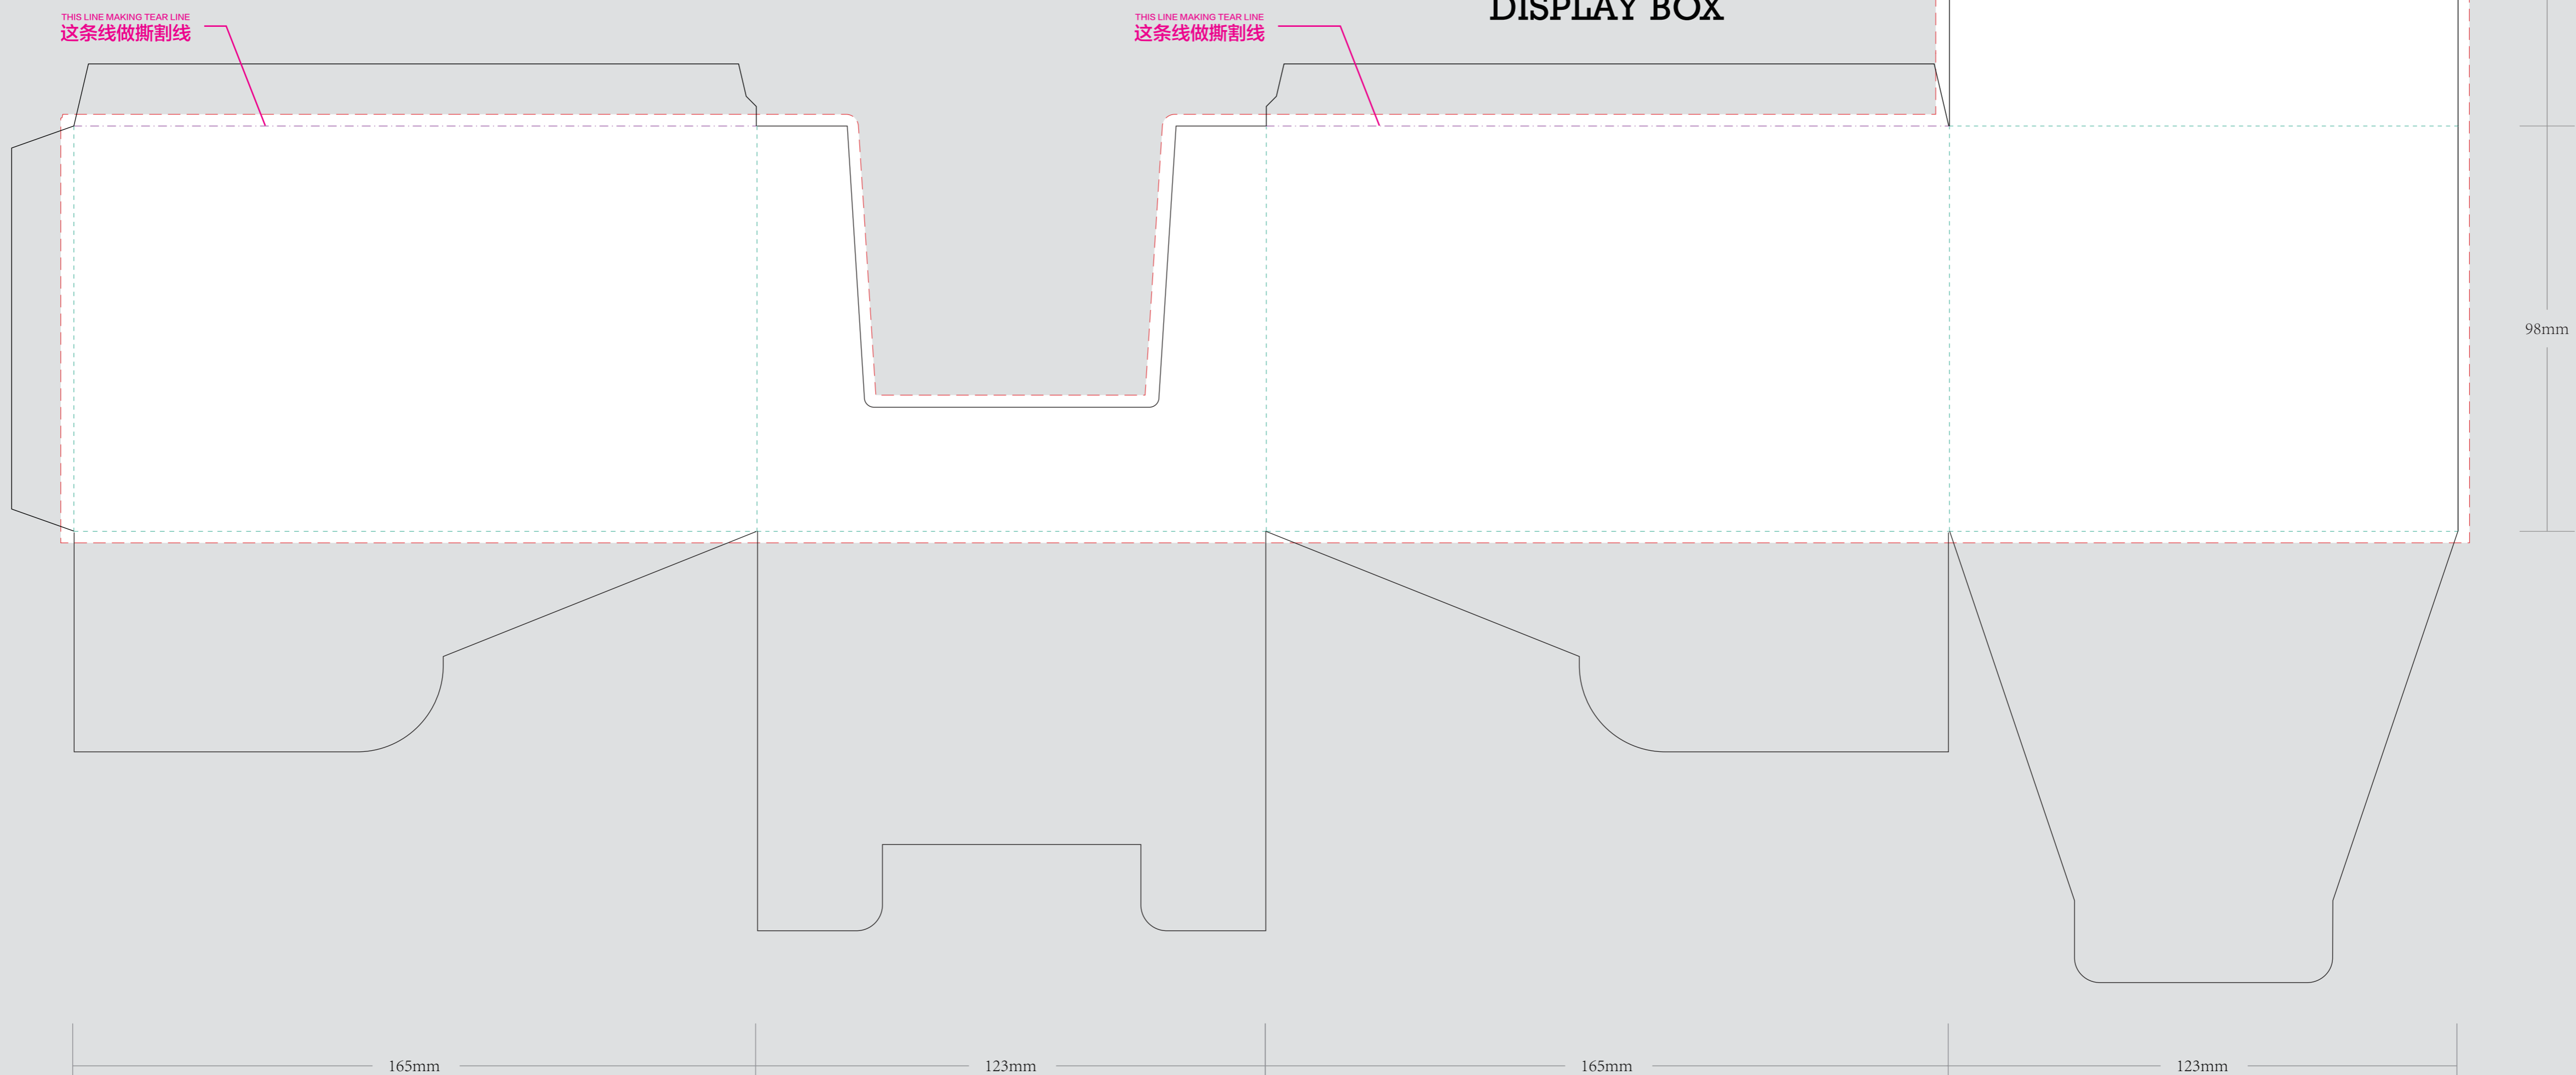 THIS LINE MAKING TEAR LINE
这条线做撕割线
THIS LINE MAKING TEAR LINE
这条线做撕割线
DISPLAY BOX
98mm
165mm
123mm
165mm
123mm